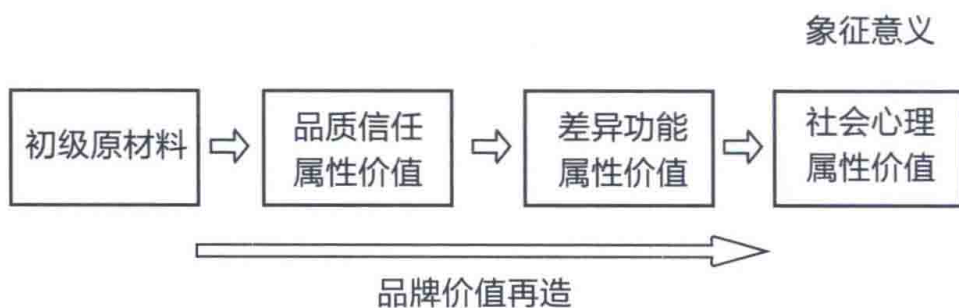 象征意义
初级原材料
品质信任
属性价值
差异功能
属性价值
社会心理
属性价值
品牌价值再造